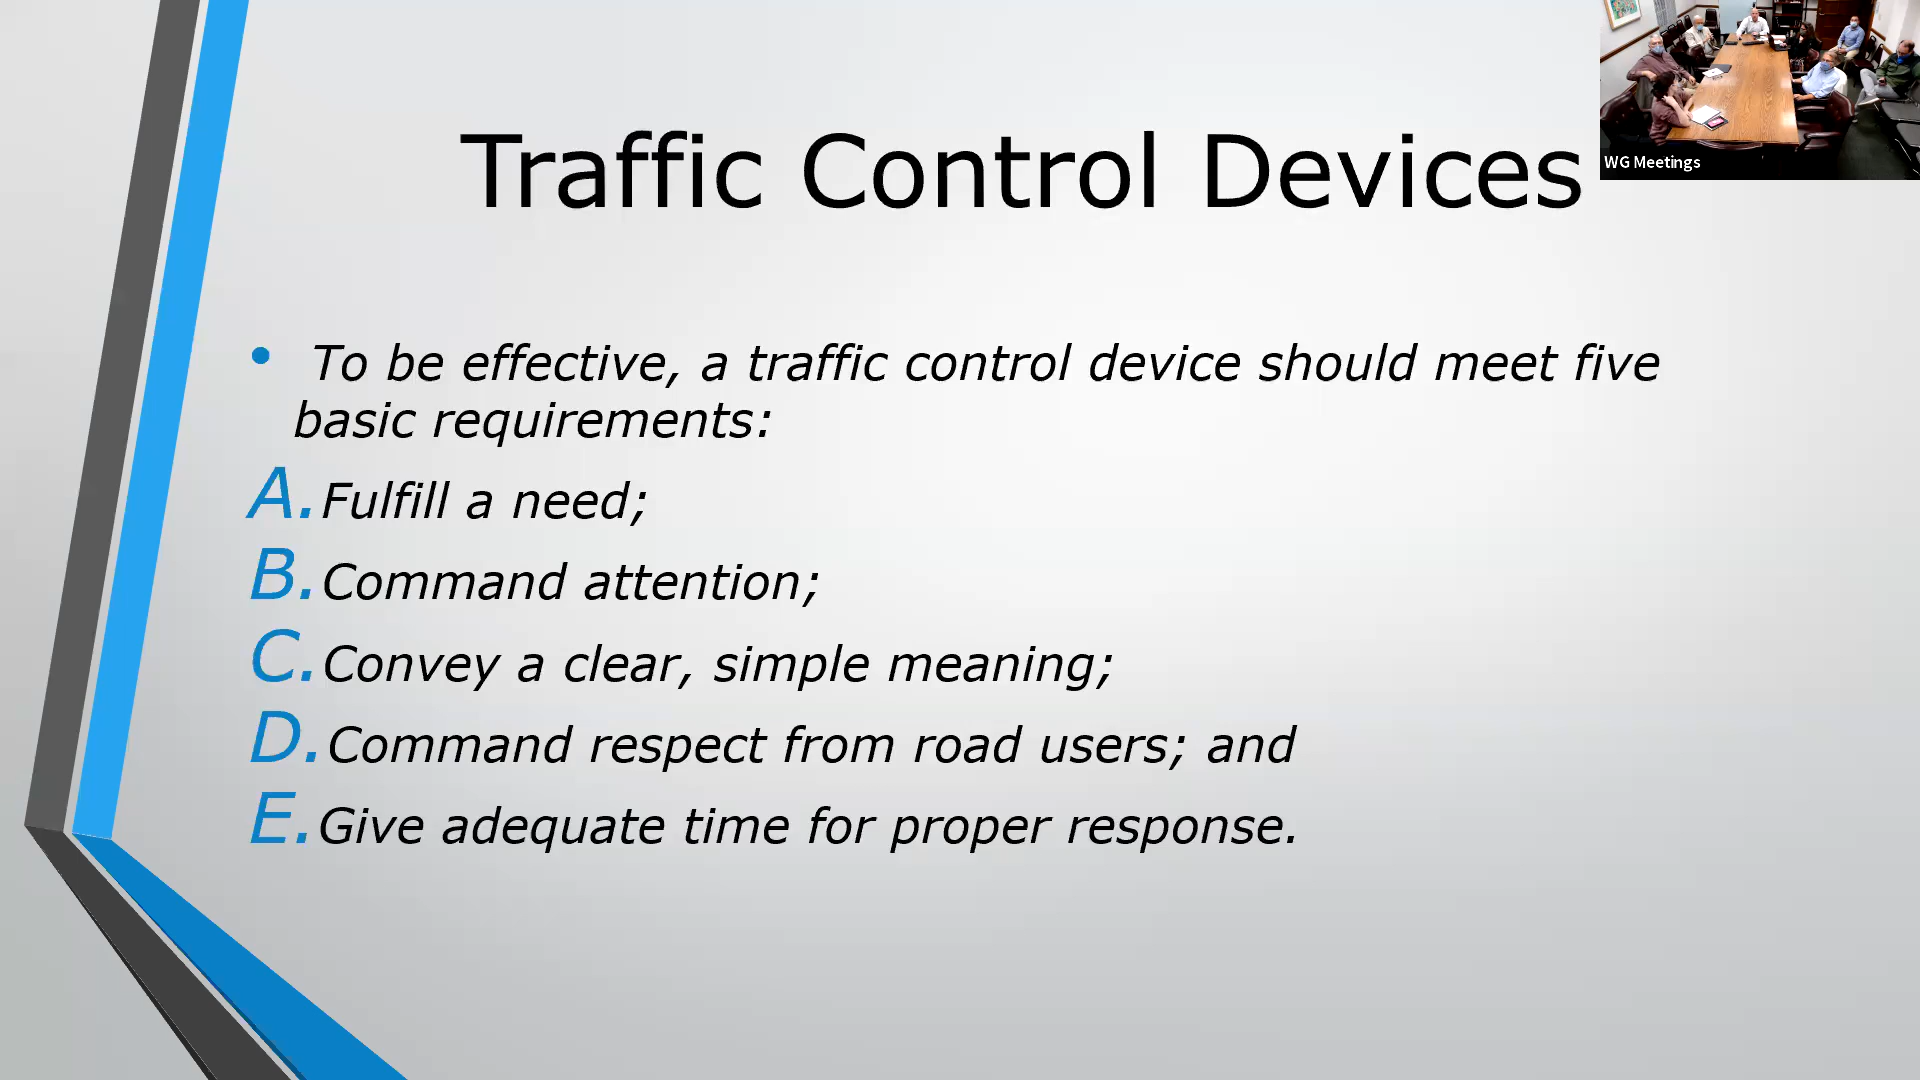 Traffic Control Devices
WG Meetings
• To be effective, a traffic control device should meet five
basic requirements:
A. Fulfill a need;
B. Command attention;
C. Convey a clear, simple meaning;
D. Command respect from road users; and
E. Give adequate time for proper response.